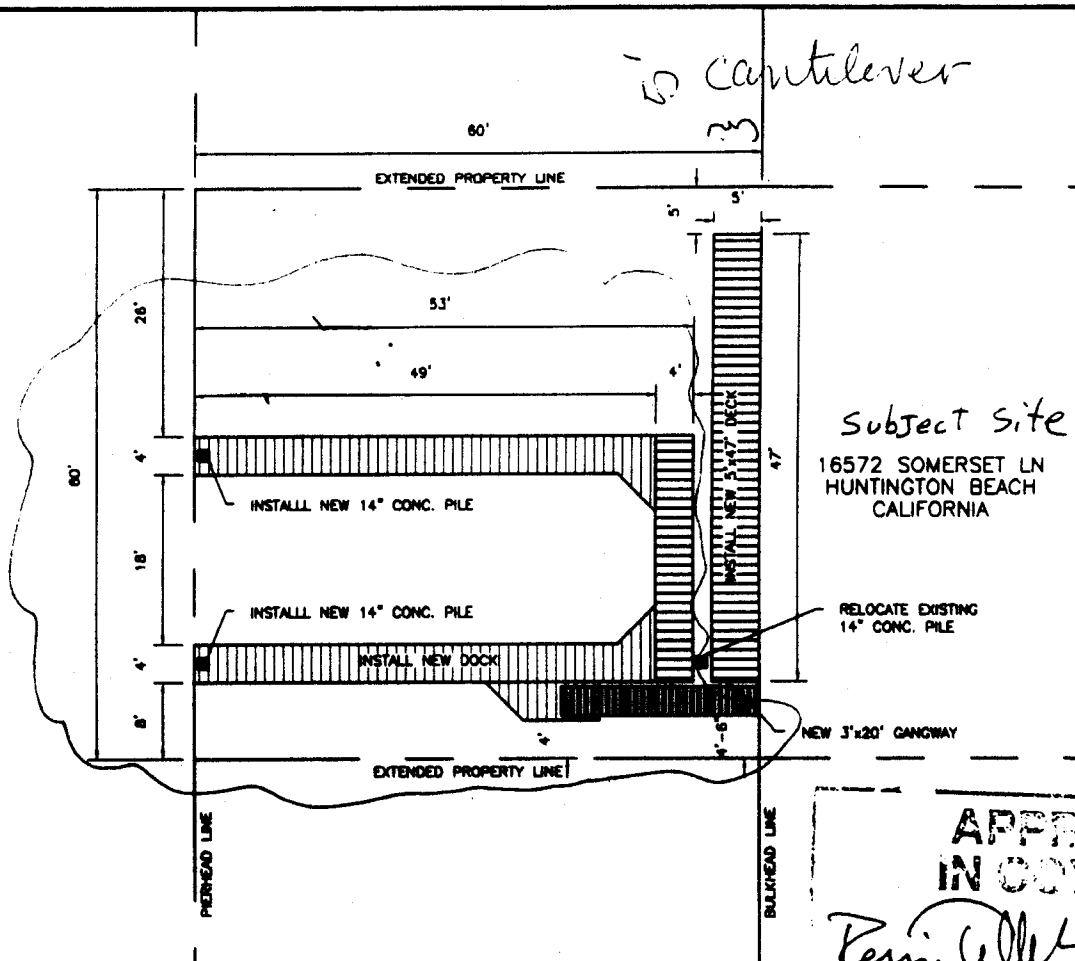 is cantilever
60'
EXTENDED PROPERTY LINE
5'
5'
26'
53'
49'
4'
60'
4'
INSTALLL NEW 14" CONC. PILE
INSTALL NEW 5'x47' DECK
47'
Subject Site
16572 SOMERSET LN
HUNTINGTON BEACH
CALIFORNIA
18'
INSTALLL NEW 14" CONC. PILE
RELOCATE EXISTING
14" CONC. PILE
4'
INSTALL NEW DOCK
8'
4'
4'-6"
NEW 3'x20' GANGWAY
EXTENDED PROPERTY LINE
PIERHEAD LINE
BULKHEAD LINE
IN